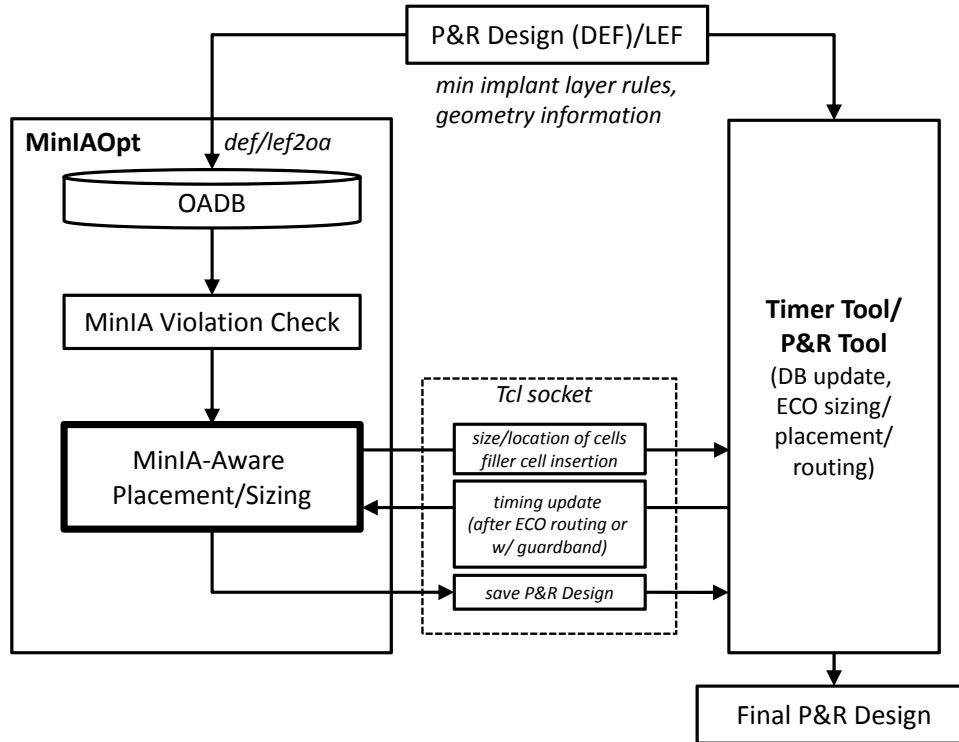 P&R Design (DEF)/LEF
min implant layer rules,
geometry information
MinIAOpt
def/lef2oa
OADB
MinIA Violation Check
MinIA-Aware
Placement/Sizing
Tcl socket
size/location of cells
filler cell insertion
timing update
(after ECO routing or
w/ guardband)
save P&R Design
Timer Tool/
P&R Tool
(DB update,
ECO sizing/
placement/
routing)
Final P&R Design